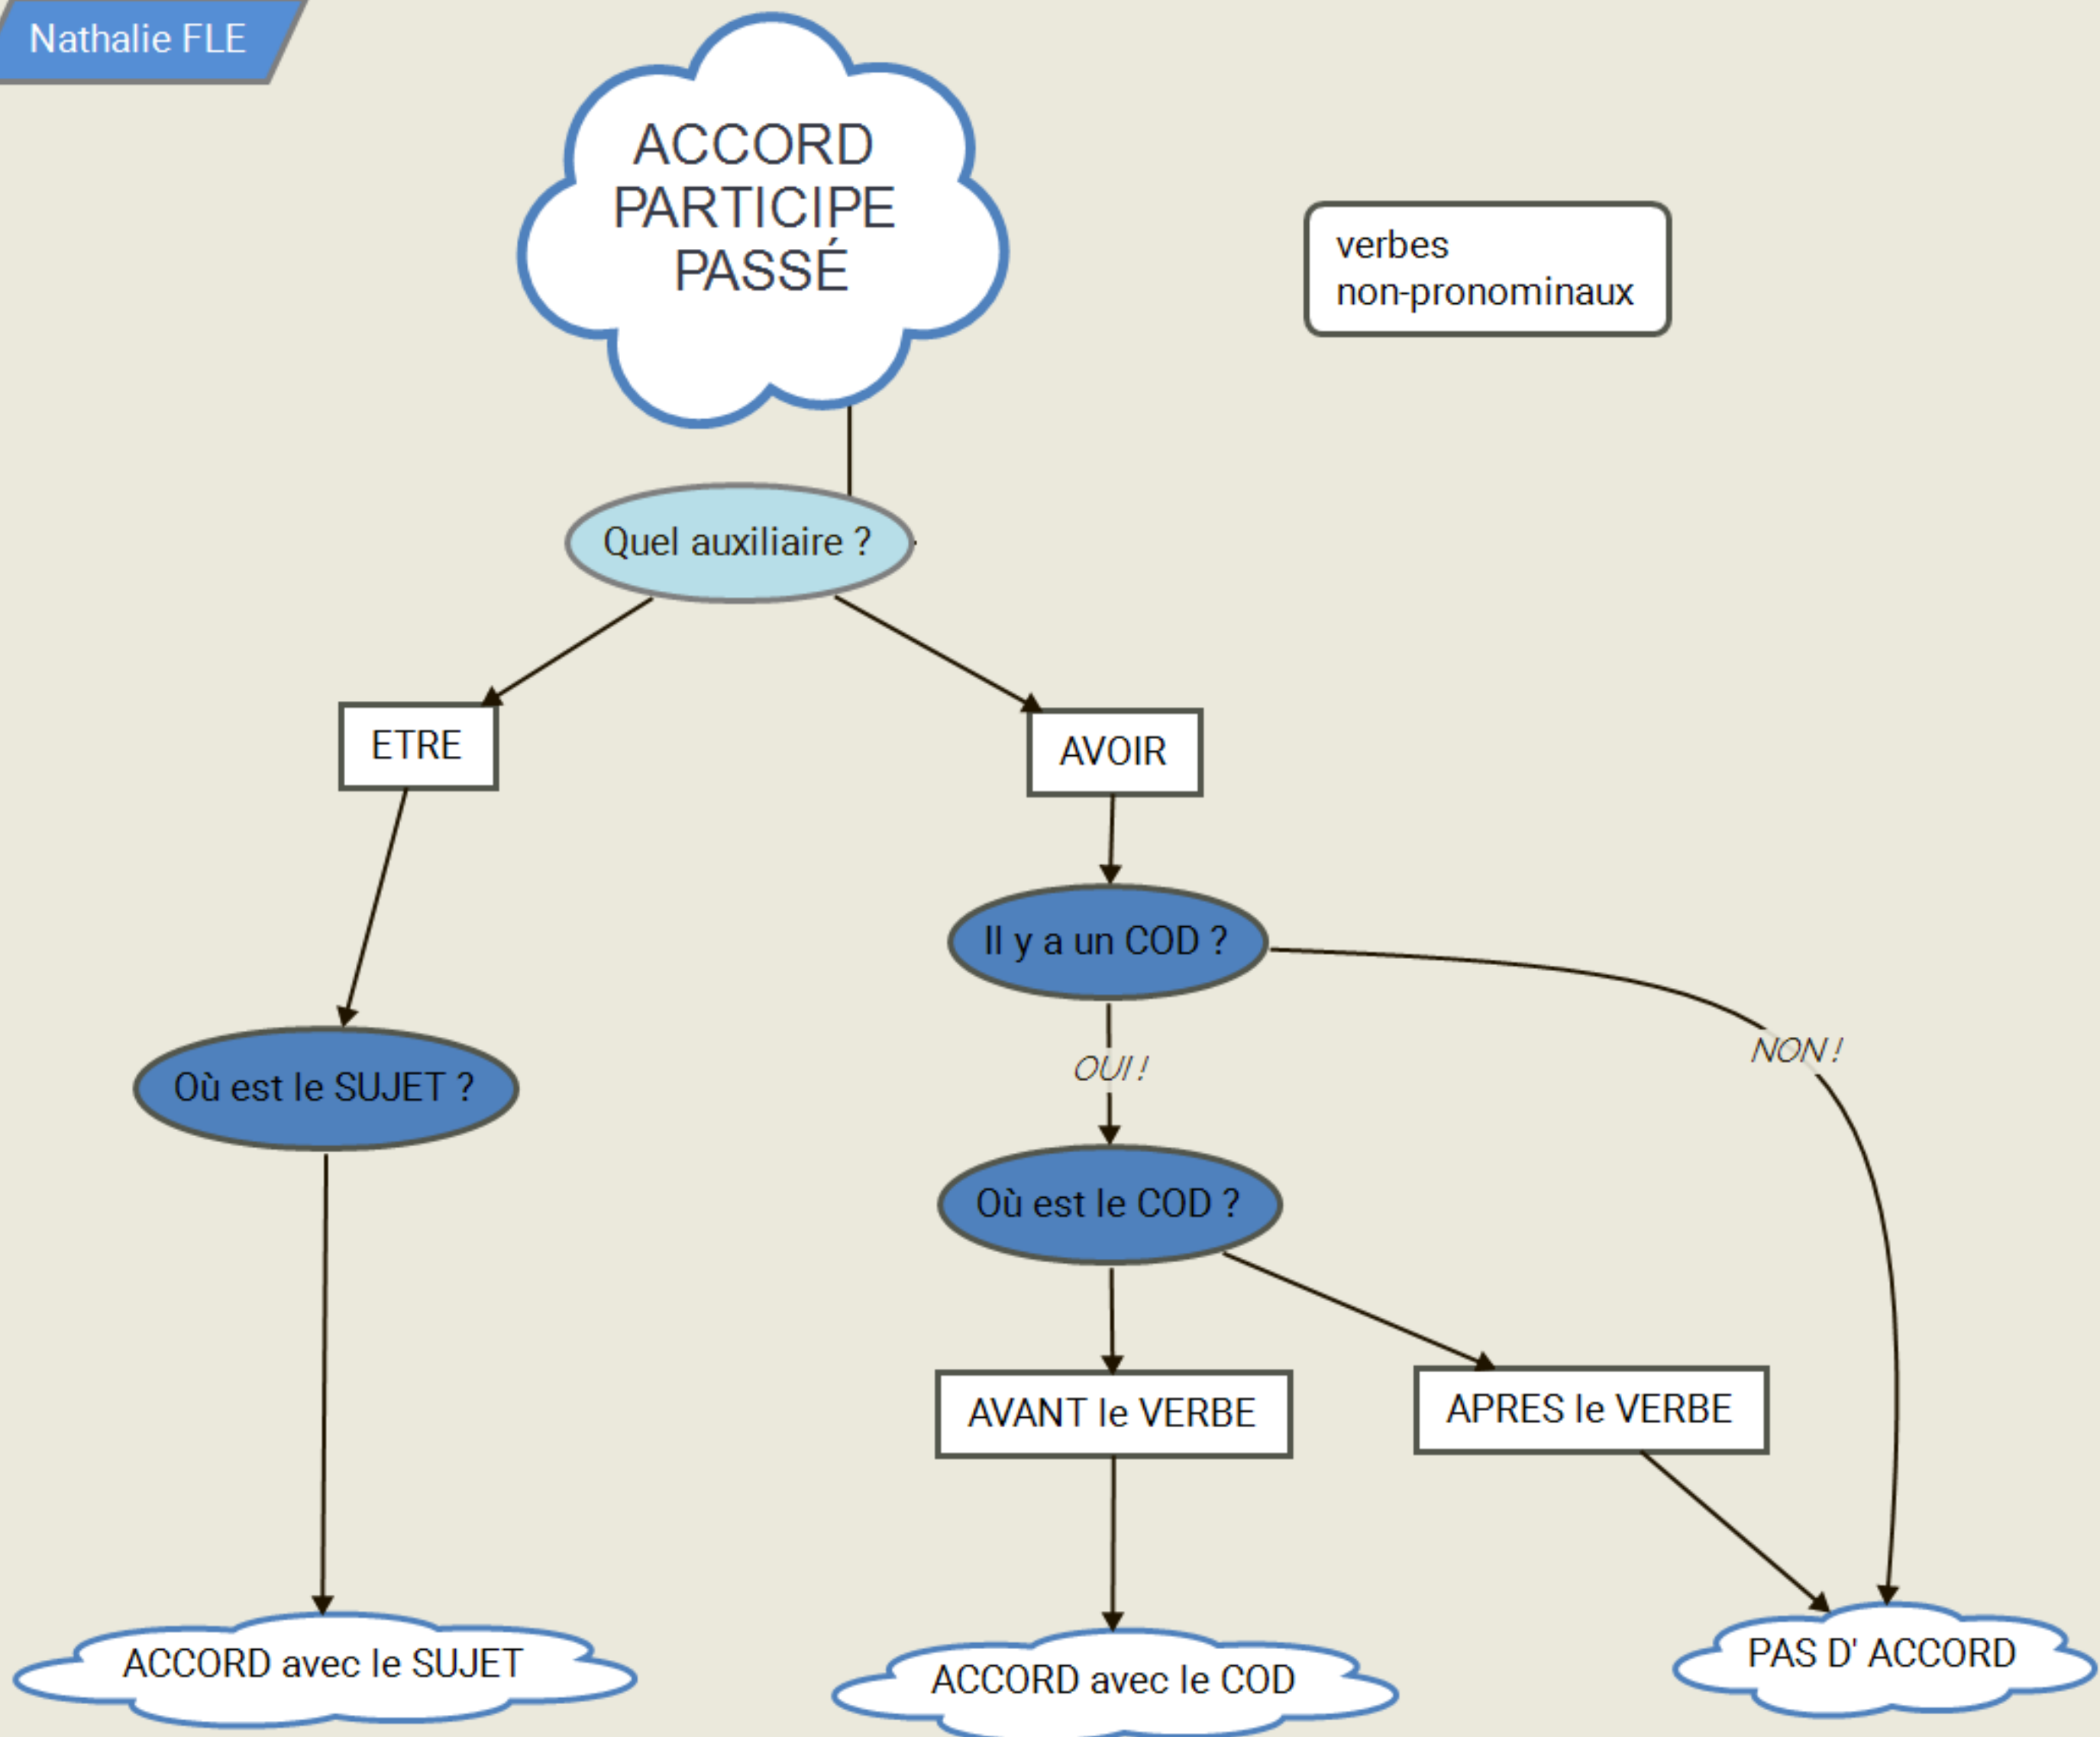 Nathalie FLE
ACCORD
PARTICIPE
PASSÉ
verbes
non-pronominaux
Quel auxiliaire ?
ETRE
AVOIR
Il y a un COD ?
OUI !
NON !
Où est le SUJET ?
Où est le COD ?
AVANT le VERBE
APRES le VERBE
ACCORD avec le SUJET
ACCORD avec le COD
PAS D' ACCORD